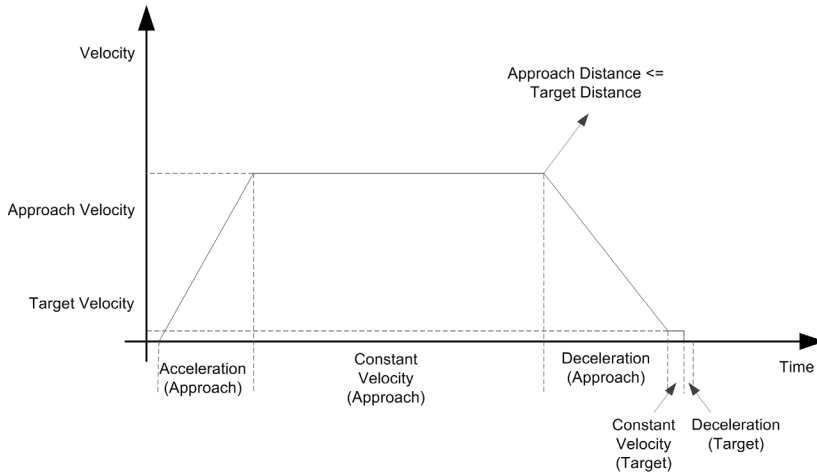 Velocity
Approach Distance <=
Target Distance
Approach Velocity
Target Velocity
Time
Acceleration
(Approach)
Constant
Velocity
(Approach)
Deceleration
(Approach)
Constant
Velocity
(Target)
Deceleration
(Target)